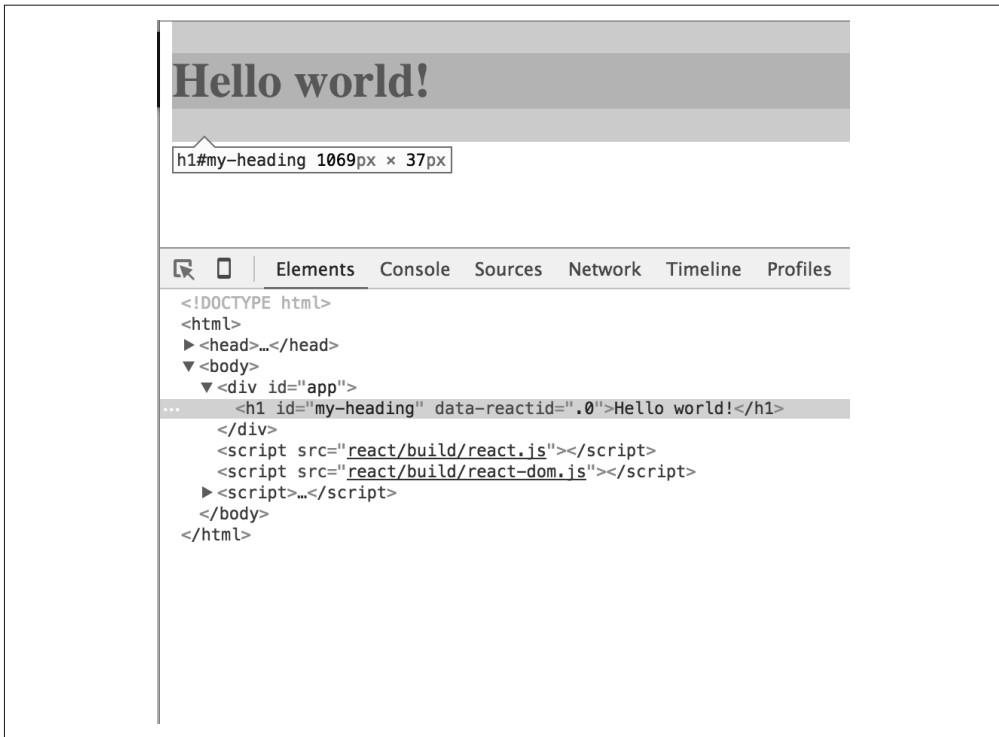 Hello world!
h1#my-heading 1069px × 37px
Elements Console Sources Network Timeline Profiles
<!DOCTYPE html>
<html>
▶<head>…</head>
▼<body>
▼<div id="app">
... <h1 id="my-heading" data-reactid=".0">Hello world!</h1>
</div>
<script src="react/build/react.js"></script>
<script src="react/build/react-dom.js"></script>
▶<script>…</script>
</body>
</html>